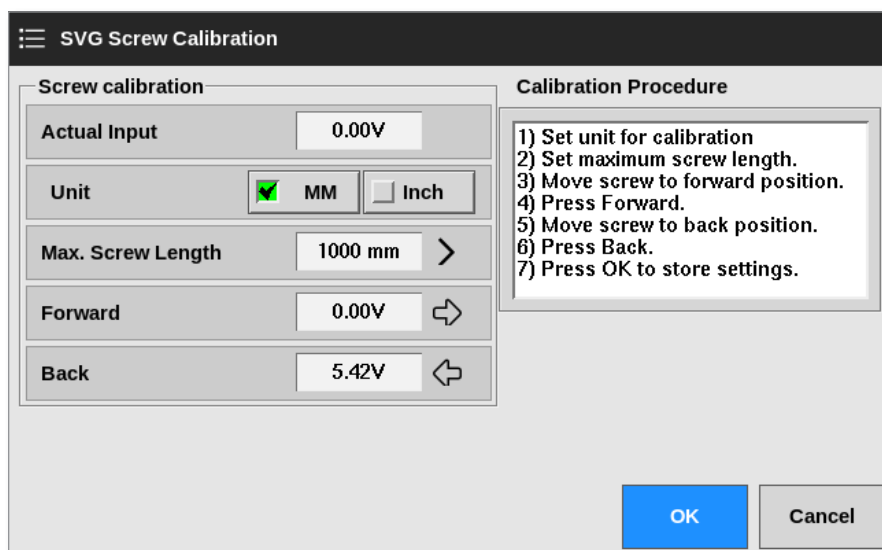 SVG Screw Calibration
Screw calibration
Actual Input 0.00V
Unit MM Inch
Max. Screw Length 1000 mm
Forward 0.00V
Back 5.42V
Calibration Procedure
1) Set unit for calibration
2) Set maximum screw length.
3) Move screw to forward position.
4) Press Forward.
5) Move screw to back position.
6) Press Back.
7) Press OK to store settings.
OK Cancel